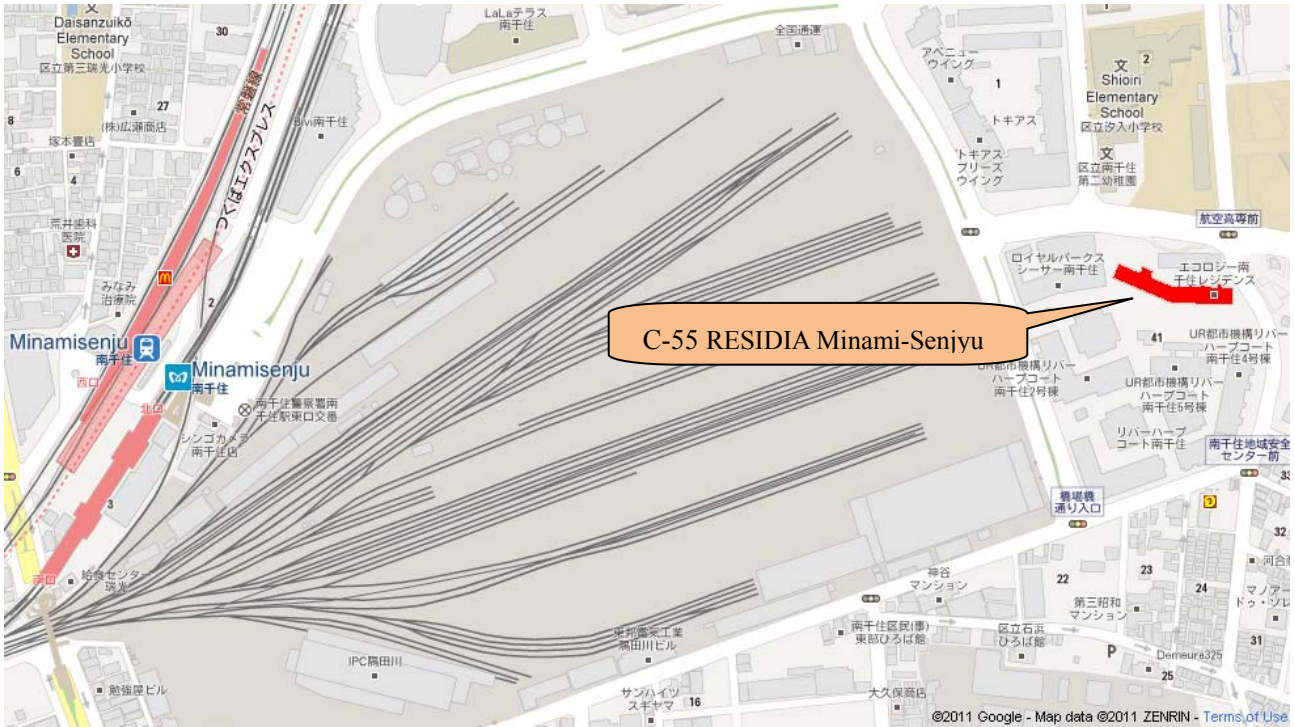 文
Daisanzuikō
Elementary
School
区立第三瑞光小学校
30
27
(株)広瀬商店
8
塚本畳店
6
4
荒井歯科
医院
みなみ
治療院
2
常磐線
つくばエクスプレス
BiVi南千住
LaLaテラス
南千住
全国通運
アベニュー
ウイング
1
トキアス
トキアス
ブリーズ
ウイング
文
2
Shioiri
Elementary
School
区立汐入小学校
文
区立南千住
第二幼稚園
航空高専前
ロイヤルパークス
シーサー南千住
エコロジー南
千住レジデンス
C-55 RESIDIA Minami-Senjyu
41
UR都市機構リバー
ハープコート
南千住4号棟
UR都市機構リバー
ハープコート
南千住2号棟
UR都市機構リバー
ハープコート
南千住5号棟
リバーハープ
コート南千住
南千住地域安全
センター前
33
橋場橋
通り入口
Minamisenju
南千住
西口
Minamisenju
南千住
北口
南千住警察署南
千住駅東口交番
シンゴカメラ
南千住店
3
南口
給食センター
瑞光
勉強屋ビル
IPC隅田川
東邦電気工業
隅田川ビル
サンハイツ
スギヤマ
16
神谷
マンション
南千住区民(事)
東部ひろば館
大久保商店
22
23
区立石浜
ひろば館
第三昭和
マンション
24
32
河合商
マノアー
ドゥ・ソレ
31
P
Demeure325
25
©2011 Google - Map data ©2011 ZENRIN - Terms of Use